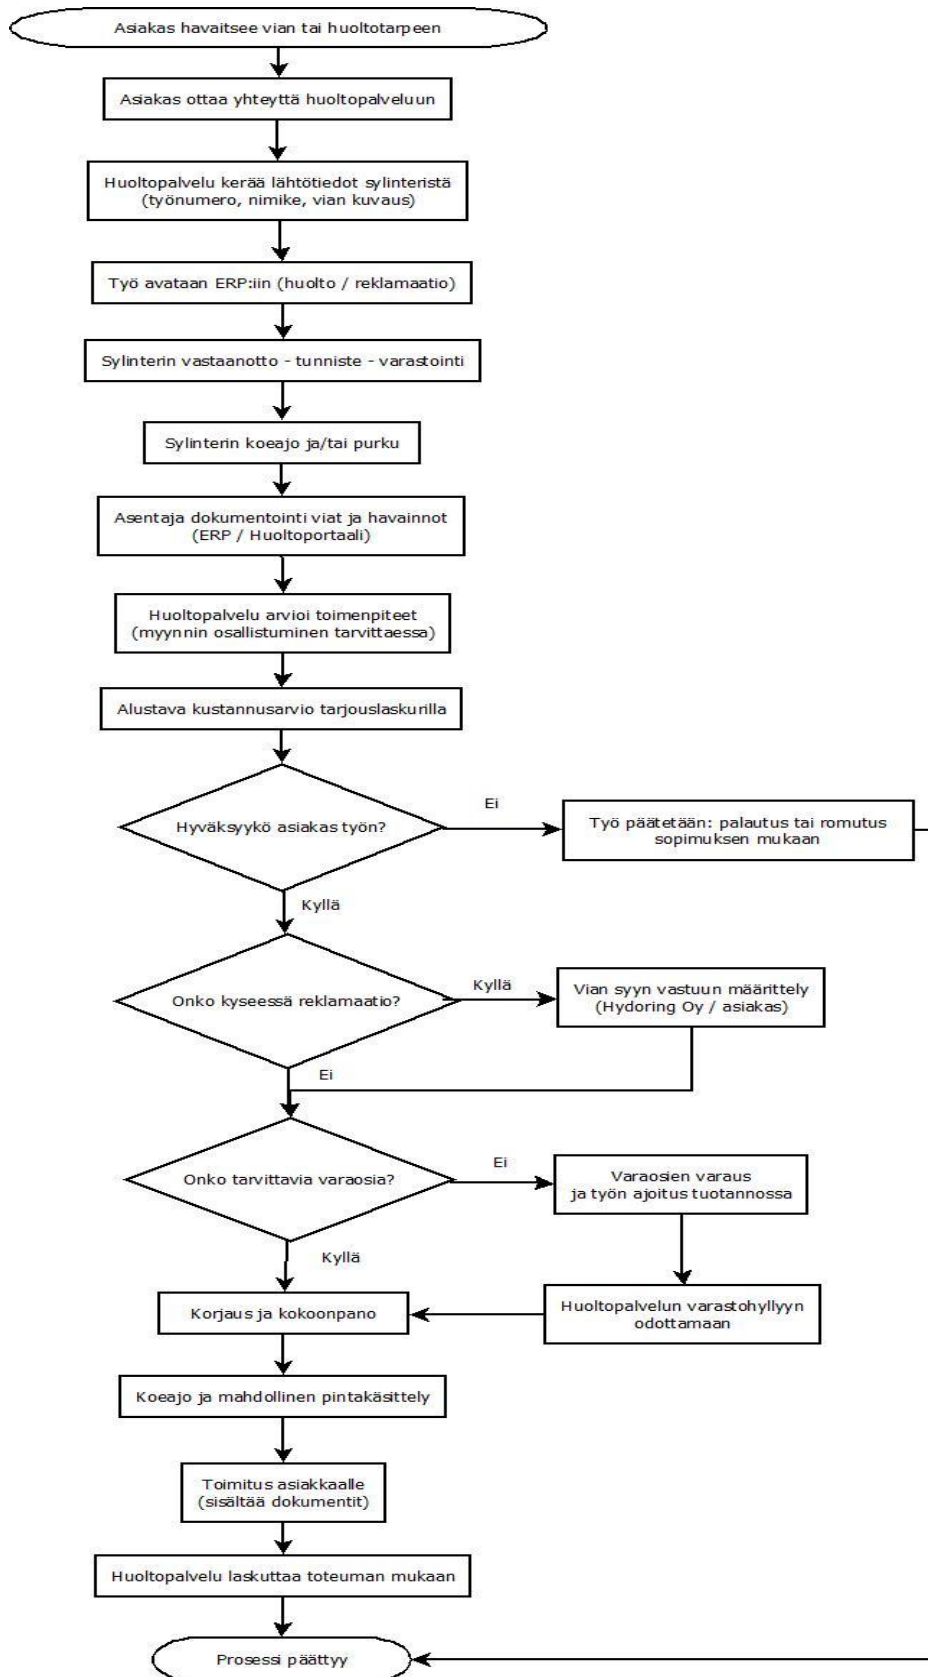 Asiakas havaitsee vian tai huoltotarpeen
Asiakas ottaa yhteyttä huoltopalveluun
Huoltopalvelu kerää lähtötiedot sylinteristä
(työnumero, nimike, vian kuvaus)
Työ avataan ERP:iin (huolto / reklamaatio)
Sylinterin vastaanotto - tunniste - varastointi
Sylinterin koeajo ja/tai purku
Asentaja dokumentointi viat ja havainnot
(ERP / Huoltoportaali)
Huoltopalvelu arvioi toimenpiteet
(myynnin osallistuminen tarvittaessa)
Alustava kustannusarvio tarjouslaskurilla
Hyväksyykö asiakas työn?
Ei
Työ päätetään: palautus tai romutus
sopimuksen mukaan
Kyllä
Onko kyseessä reklamaatio?
Kyllä
Vian syyn vastuun määrittely
(Hydoring Oy / asiakas)
Ei
Onko tarvittavia varaosia?
Ei
Varaosien varaus
ja työn ajoitus tuotannossa
Kyllä
Huoltopalvelun varastohyllyyn
odottamaan
Korjaus ja kokoonpano
Koeajo ja mahdollinen pintakäsittely
Toimitus asiakkaalle
(sisältää dokumentit)
Huoltopalvelu laskuttaa toteuman mukaan
Prosessi päättyy